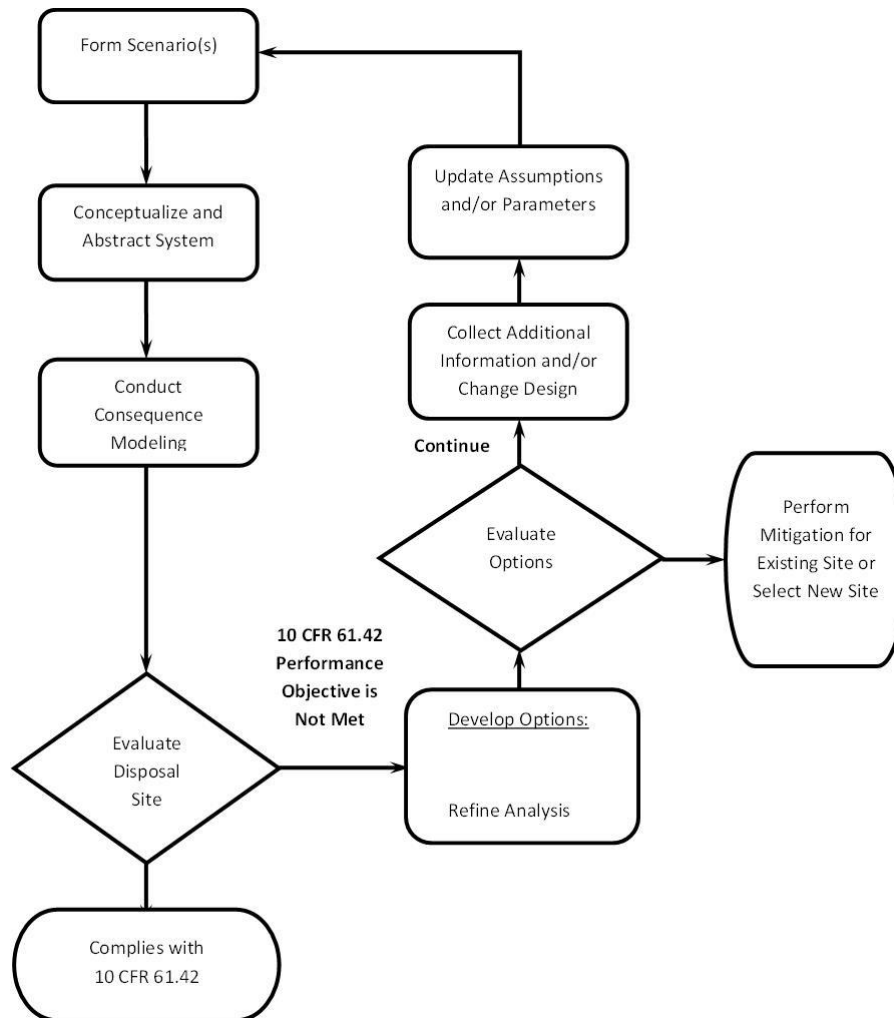 Form Scenario(s)
Conceptualize and
Abstract System
Conduct
Consequence
Modeling
Evaluate
Disposal
Site
Complies with
10 CFR 61.42
10 CFR 61.42
Performance
Objective is
Not Met
Develop Options:
Refine Analysis
Evaluate
Options
Continue
Collect Additional
Information and/or
Change Design
Update Assumptions
and/or Parameters
Perform
Mitigation for
Existing Site or
Select New Site